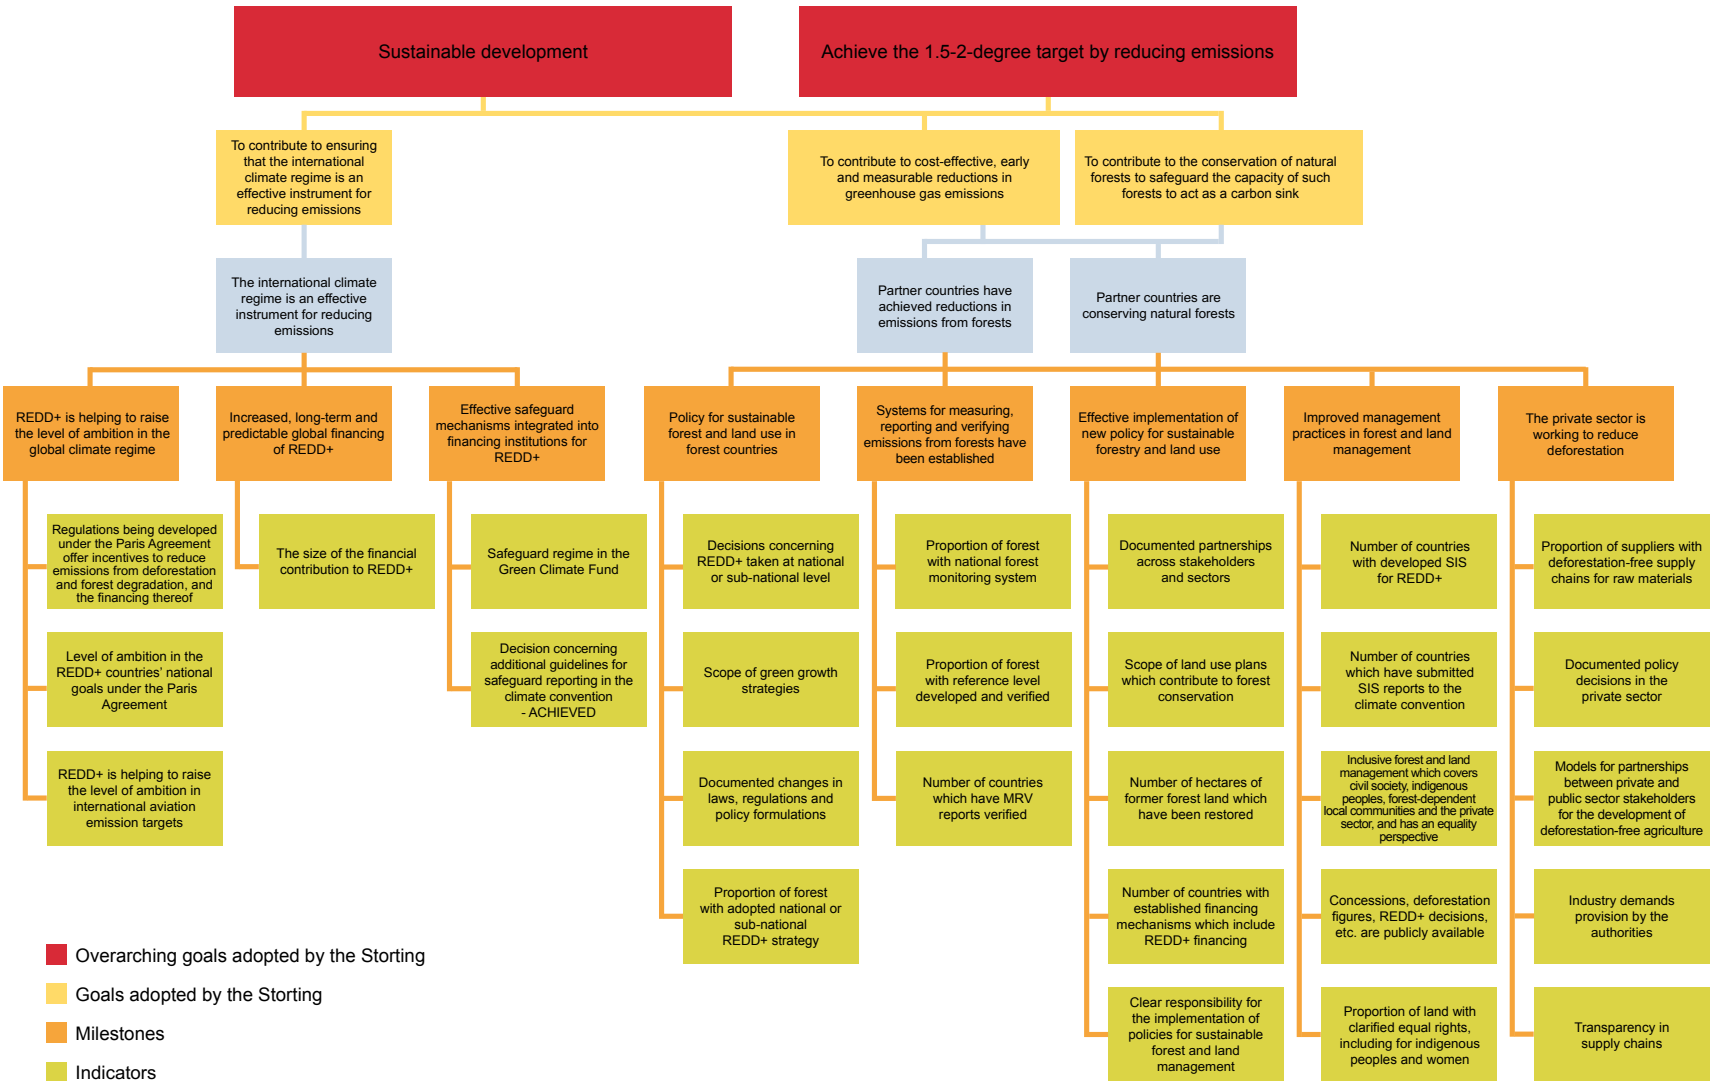 Sustainable development
Achieve the 1.5-2-degree target by reducing emissions
To contribute to ensuring
that the international
climate regime is an
effective instrument for
reducing emissions
To contribute to cost-effective, early
and measurable reductions in
greenhouse gas emissions
To contribute to the conservation of natural
forests to safeguard the capacity of such
forests to act as a carbon sink
The international climate
regime is an effective
instrument for reducing
emissions
Partner countries have
achieved reductions in
emissions from forests
Partner countries are
conserving natural forests
REDD+ is helping to raise
the level of ambition in the
global climate regime
Increased, long-term and
predictable global financing
of REDD+
Effective safeguard
mechanisms integrated into
financing institutions for
REDD+
Policy for sustainable
forest and land use in
forest countries
Systems for measuring,
reporting and verifying
emissions from forests have
been established
Effective implementation of
new policy for sustainable
forestry and land use
Improved management
practices in forest and land
management
The private sector is
working to reduce
deforestation
Regulations being developed
under the Paris Agreement
offer incentives to reduce
emissions from deforestation
and forest degradation, and
the financing thereof
The size of the financial
contribution to REDD+
Safeguard regime in the
Green Climate Fund
Decisions concerning
REDD+ taken at national
or sub-national level
Proportion of forest
with national forest
monitoring system
Documented partnerships
across stakeholders
and sectors
Number of countries
with developed SIS
for REDD+
Proportion of suppliers with
deforestation-free supply
chains for raw materials
Level of ambition in the
REDD+ countries' national
goals under the Paris
Agreement
Decision concerning
additional guidelines for
safeguard reporting in the
climate convention
- ACHIEVED
Scope of green growth
strategies
Proportion of forest
with reference level
developed and verified
Scope of land use plans
which contribute to forest
conservation
Number of countries
which have submitted
SIS reports to the
climate convention
Documented policy
decisions in the
private sector
REDD+ is helping to raise
the level of ambition in
international aviation
emission targets
Documented changes in
laws, regulations and
policy formulations
Number of countries
which have MRV
reports verified
Number of hectares of
former forest land which
have been restored
Inclusive forest and land
management which covers
civil society, indigenous
peoples, forest-dependent
local communities and the private
sector, and has an equality
perspective
Models for partnerships
between private and
public sector stakeholders
for the development of
deforestation-free agriculture
Proportion of forest
with adopted national or
sub-national
REDD+ strategy
Number of countries with
established financing
mechanisms which include
REDD+ financing
Concessions, deforestation
figures, REDD+ decisions,
etc. are publicly available
Industry demands
provision by the
authorities
Clear responsibility for
the implementation of
policies for sustainable
forest and land
management
Proportion of land with
clarified equal rights,
including for indigenous
peoples and women
Transparency in
supply chains
Overarching goals adopted by the Storting
Goals adopted by the Storting
Milestones
Indicators